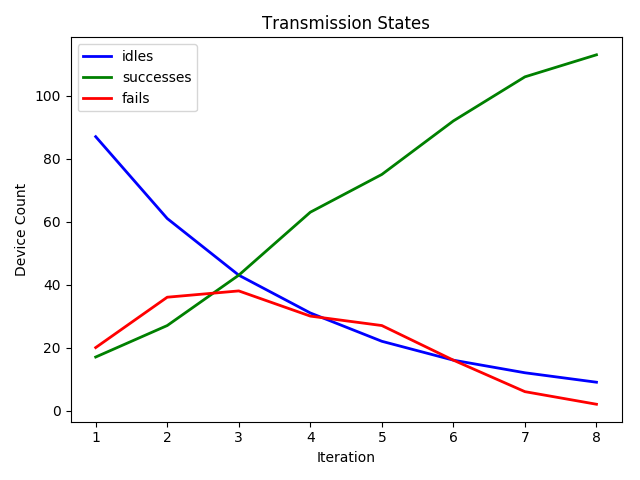 Transmission States
idles
successes
fails
Device Count
100
80
60
40
20
0
1 2 3 4 5 6 7 8
Iteration